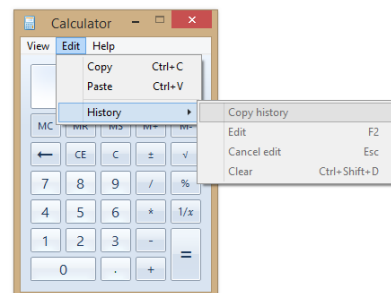 Calculator
View Edit Help
Copy Ctrl+C
Paste Ctrl+V
History
Copy history
Edit F2
Cancel edit Esc
Clear Ctrl+Shift+D
MC MR MS M+ M-
← CE C ± √
7 8 9 / %
4 5 6 * 1/x
1 2 3 - =
0 . +